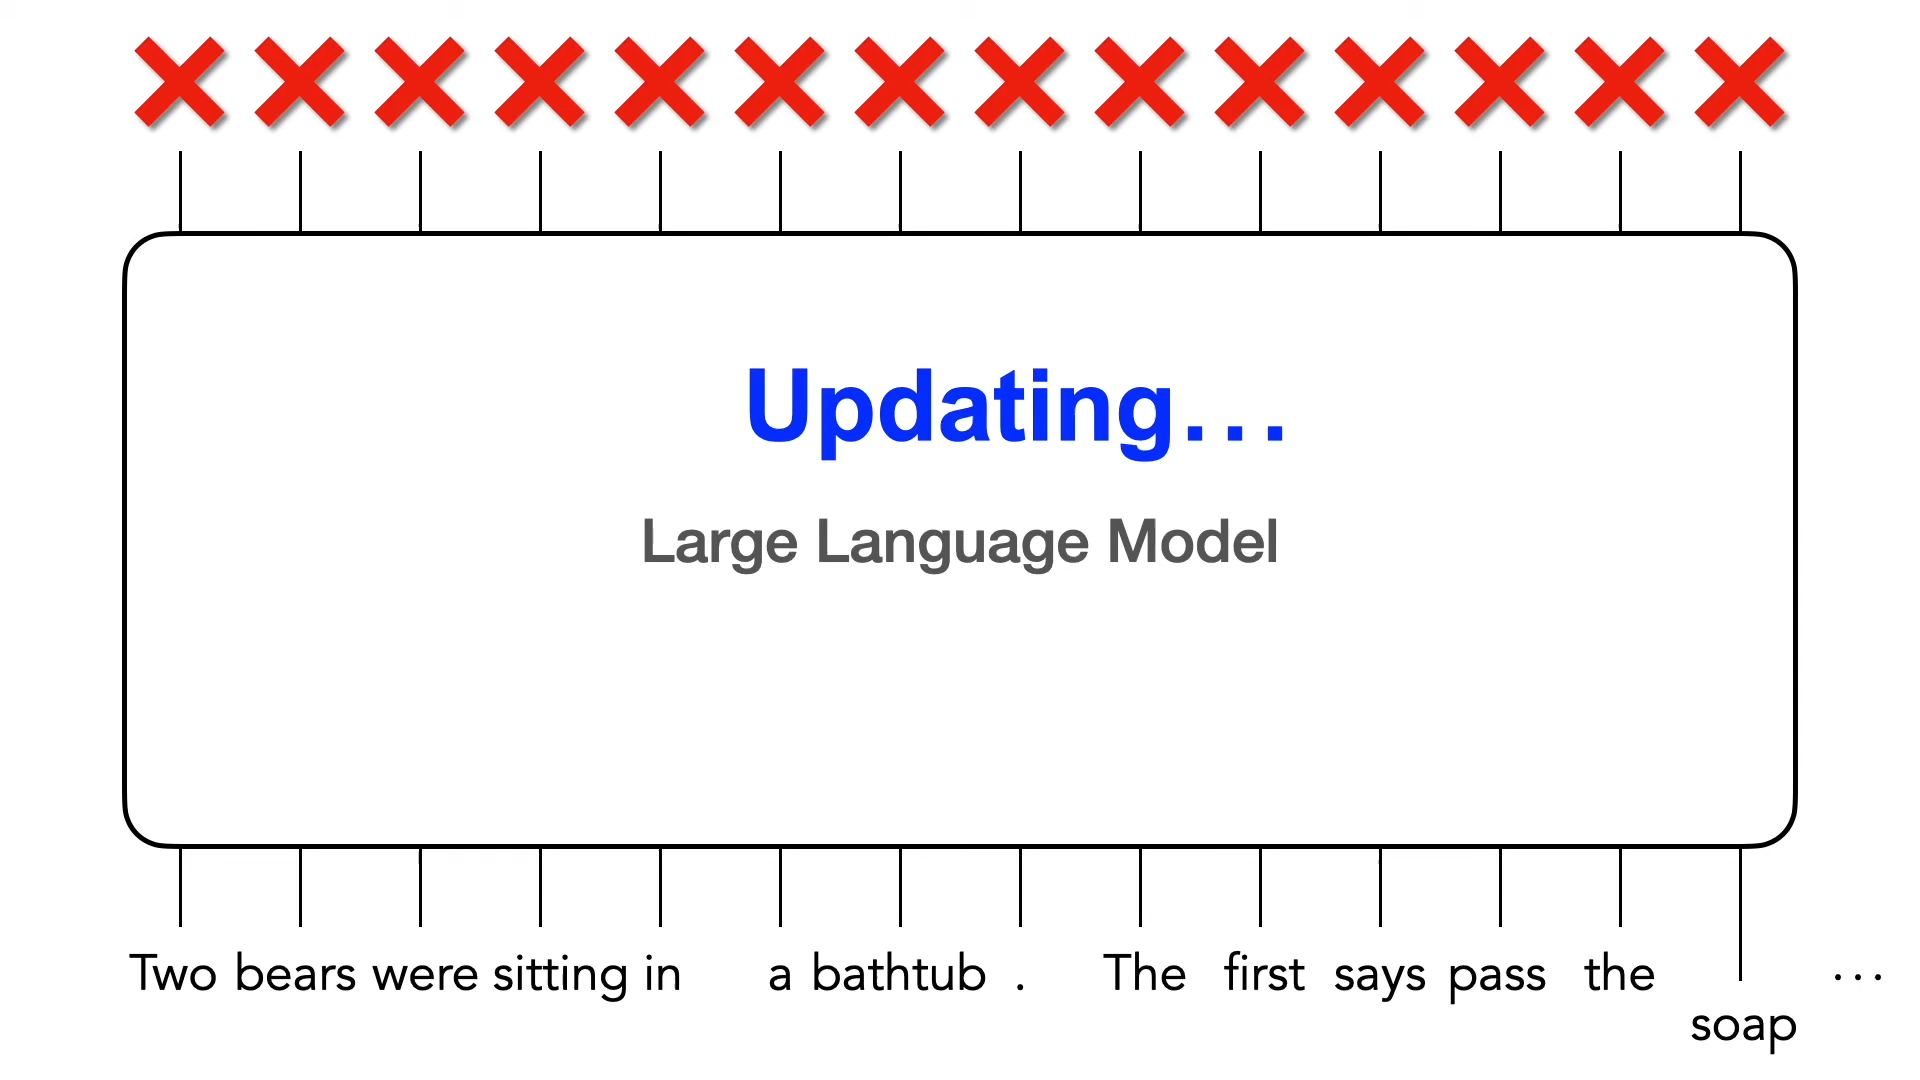 Updating...
Large Language Model
Two bears were sitting in a bathtub . The first says pass the ...
soap